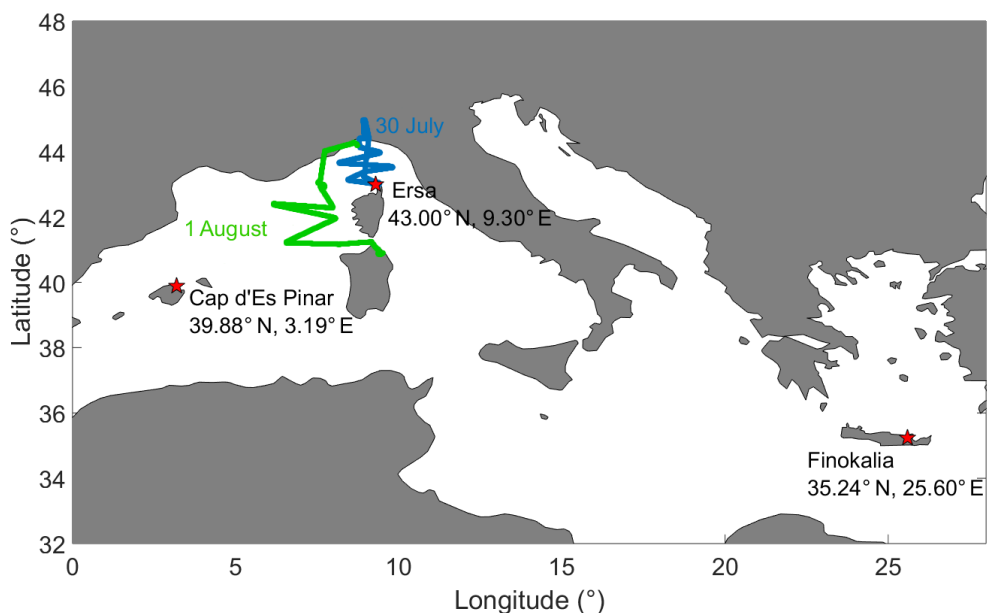 48
46
44
42
40
38
36
34
32
Latitude (°)
30 July
Ersa
43.00° N, 9.30° E
1 August
Cap d'Es Pinar
39.88° N, 3.19° E
Finokalia
35.24° N, 25.60° E
0
5
10
15
20
25
Longitude (°)